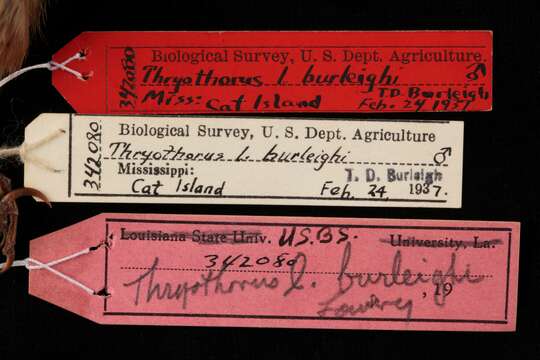 342080
Biological Survey, U. S. Dept. Agriculture.
Thryothorus l. burleighi ♂
T.D. Burleigh
Miss: Cat Island Feb. 24 1937
342080
Biological Survey, U. S. Dept. Agriculture
Thryothorus L. burleighi ♂
Mississippi: T. D. Burleigh
Cat Island Feb. 24, 1937.
Louisiana State Univ. U.S.B.S. University, La.
342080
Thryothorus l. burleighi
Lowery , 19